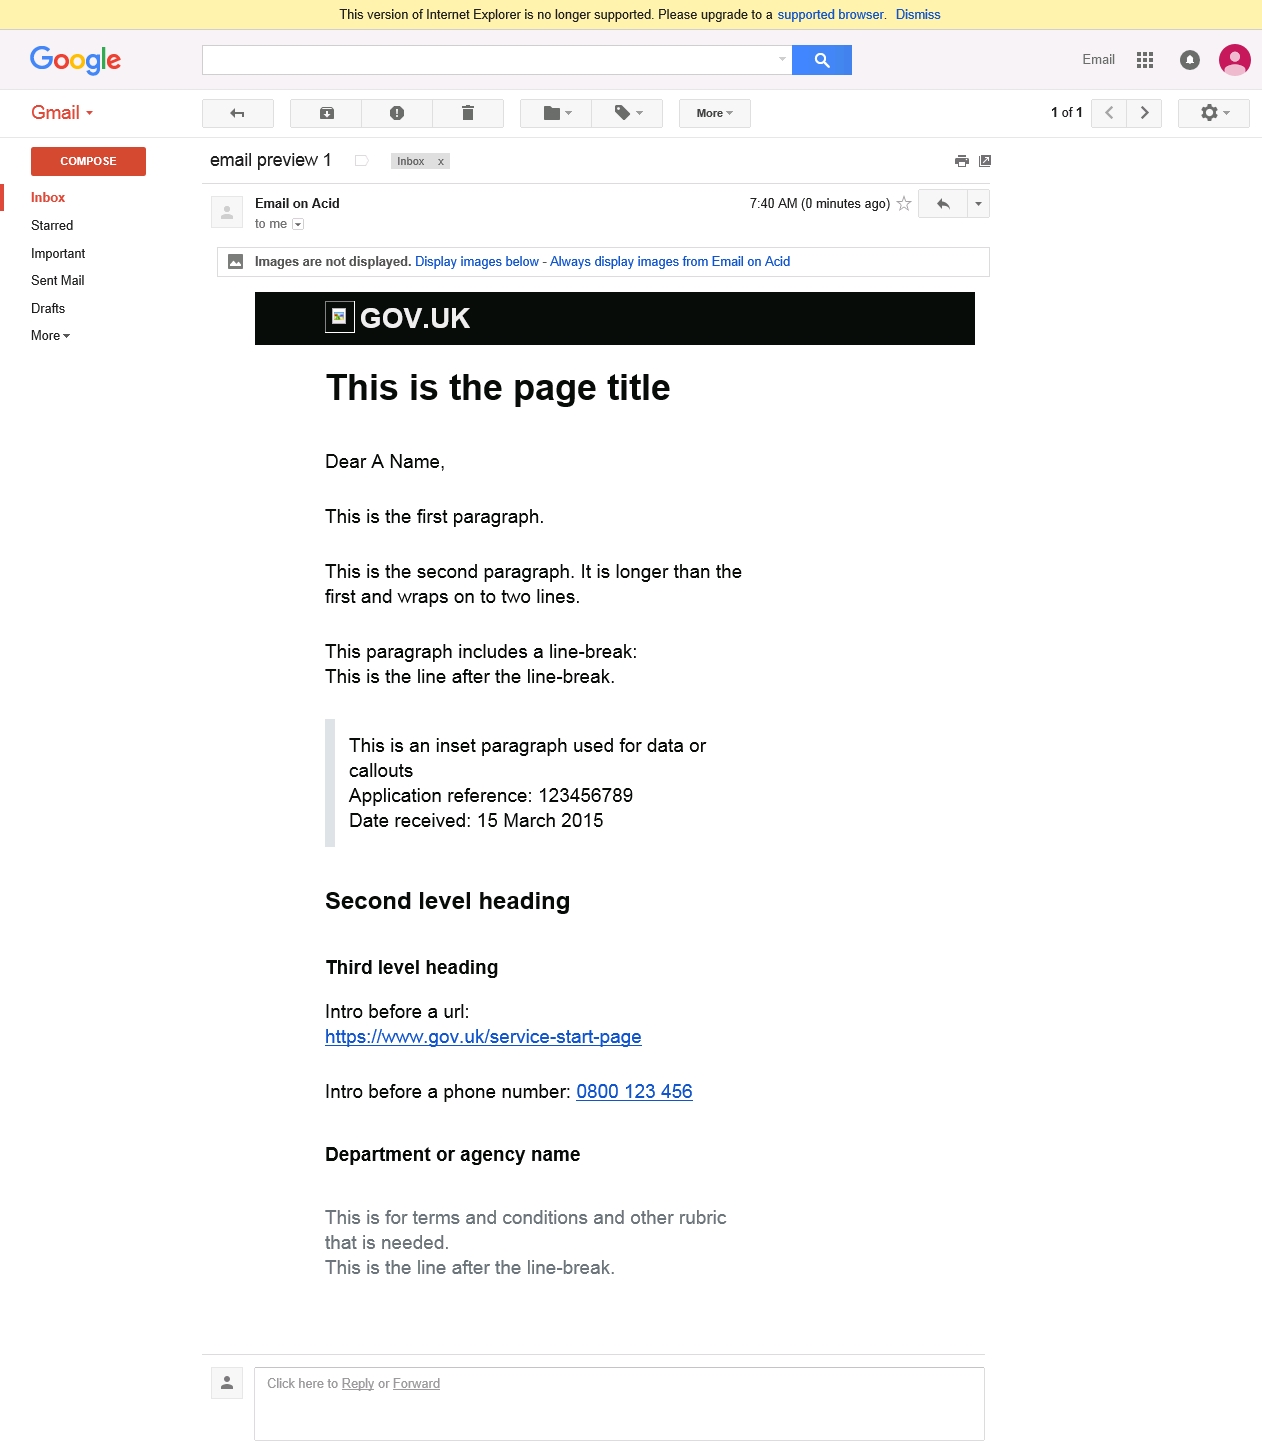 This version of Internet Explorer is no longer supported. Please upgrade to a supported browser. Dismiss
Google
Email
Gmail
More
1 of 1
COMPOSE
email preview 1
Inbox x
Inbox
Starred
Important
Sent Mail
Drafts
More
Email on Acid
7:40 AM (0 minutes ago)
to me
Images are not displayed. Display images below - Always display images from Email on Acid
GOV.UK
This is the page title
Dear A Name,
This is the first paragraph.
This is the second paragraph. It is longer than the
first and wraps on to two lines.
This paragraph includes a line-break:
This is the line after the line-break.
This is an inset paragraph used for data or
callouts
Application reference: 123456789
Date received: 15 March 2015
Second level heading
Third level heading
Intro before a url:
https://www.gov.uk/service-start-page
Intro before a phone number: 0800 123 456
Department or agency name
This is for terms and conditions and other rubric
that is needed.
This is the line after the line-break.
Click here to Reply or Forward